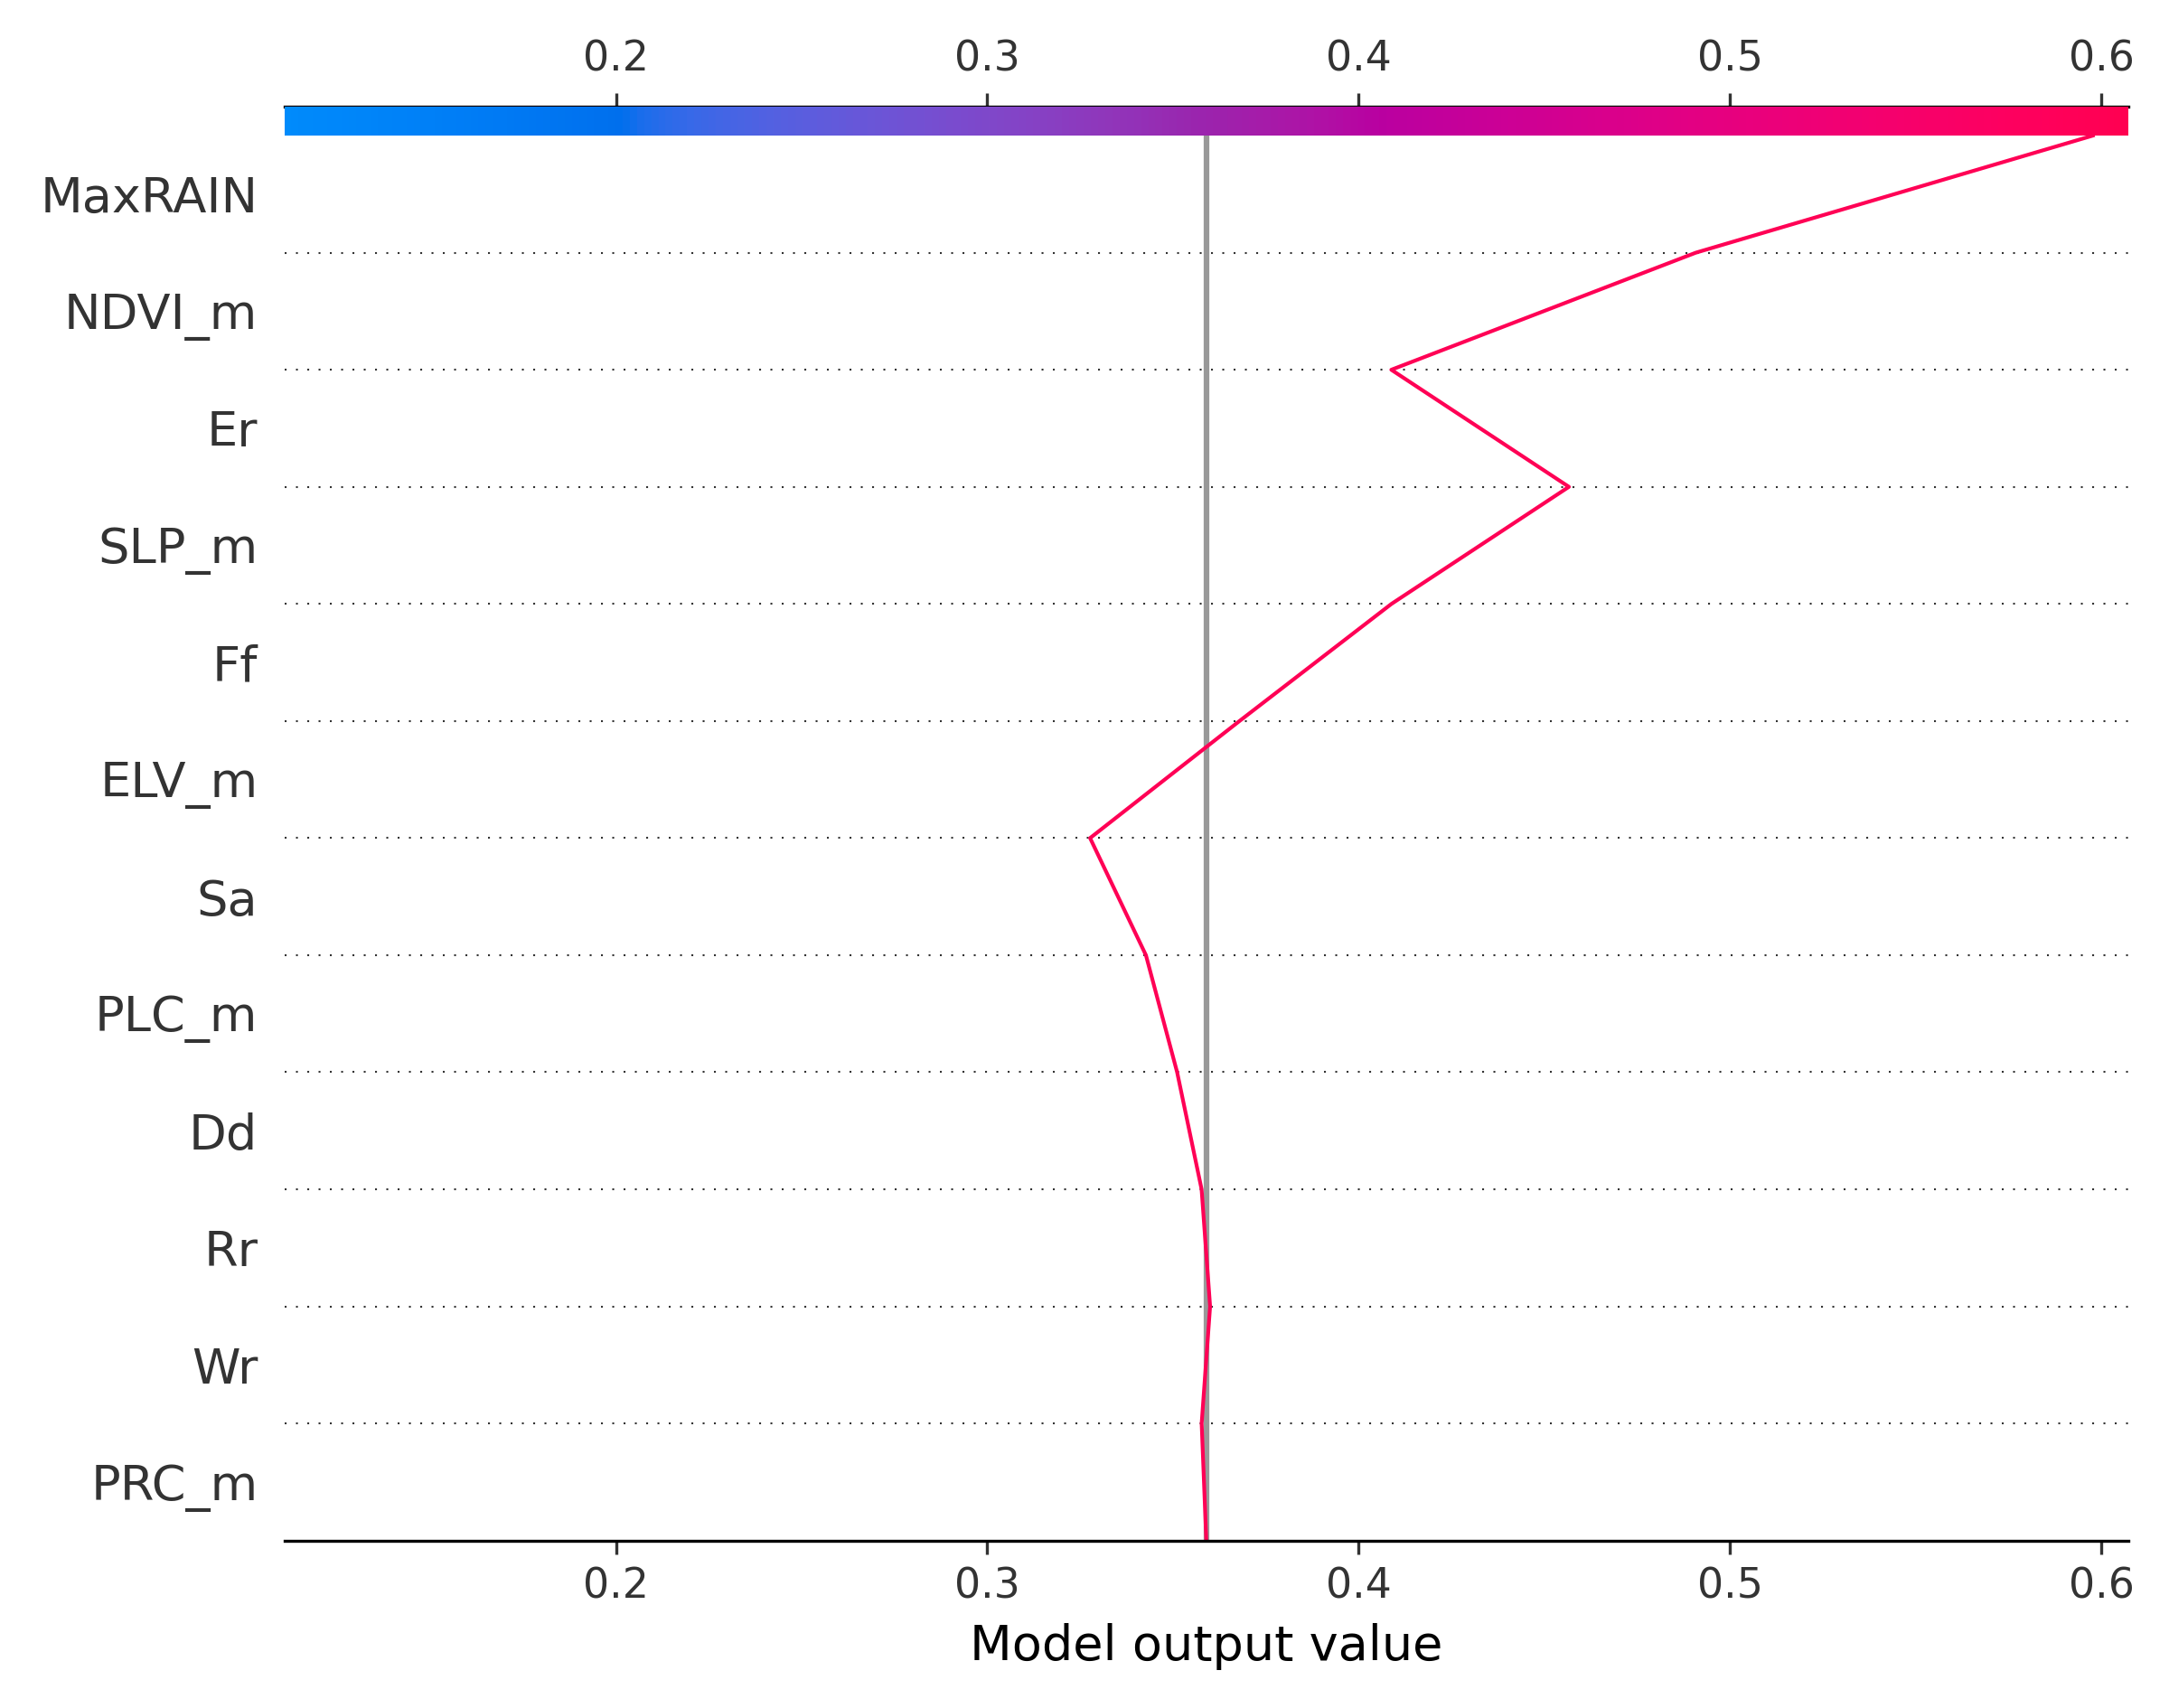 0.2 0.3 0.4 0.5 0.6
MaxRAIN
NDVI_m
Er
SLP_m
Ff
ELV_m
Sa
PLC_m
Dd
Rr
Wr
PRC_m
0.2 0.3 0.4 0.5 0.6
Model output value